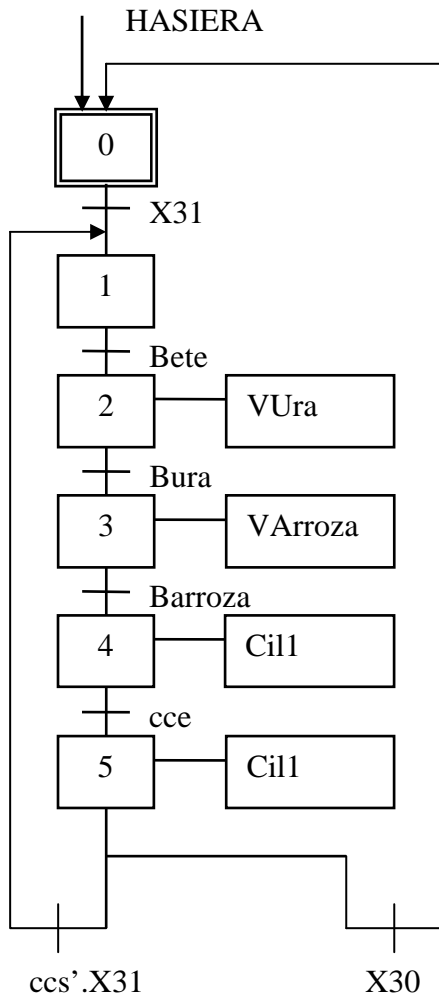 HASIERA
0
X31
1
Bete
2 VUra
Bura
3 VArroza
Barroza
4 Cil1
cce
5 Cil1
ccs’.X31 X30